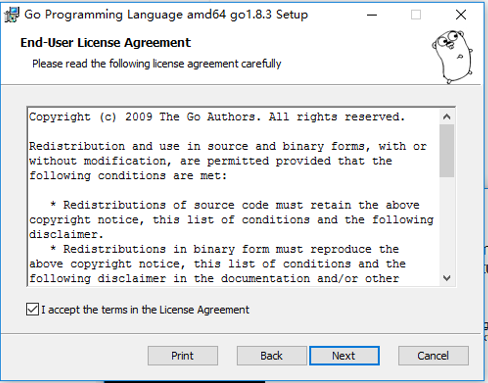 Go Programming Language amd64 go1.8.3 Setup
End-User License Agreement
Please read the following license agreement carefully
Copyright (c) 2009 The Go Authors. All rights reserved.
Redistribution and use in source and binary forms, with or
without modification, are permitted provided that the
following conditions are met:
* Redistributions of source code must retain the above
copyright notice, this list of conditions and the following
disclaimer.
* Redistributions in binary form must reproduce the
above copyright notice, this list of conditions and the
following disclaimer in the documentation and/or other
I accept the terms in the License Agreement
Print
Back
Next
Cancel